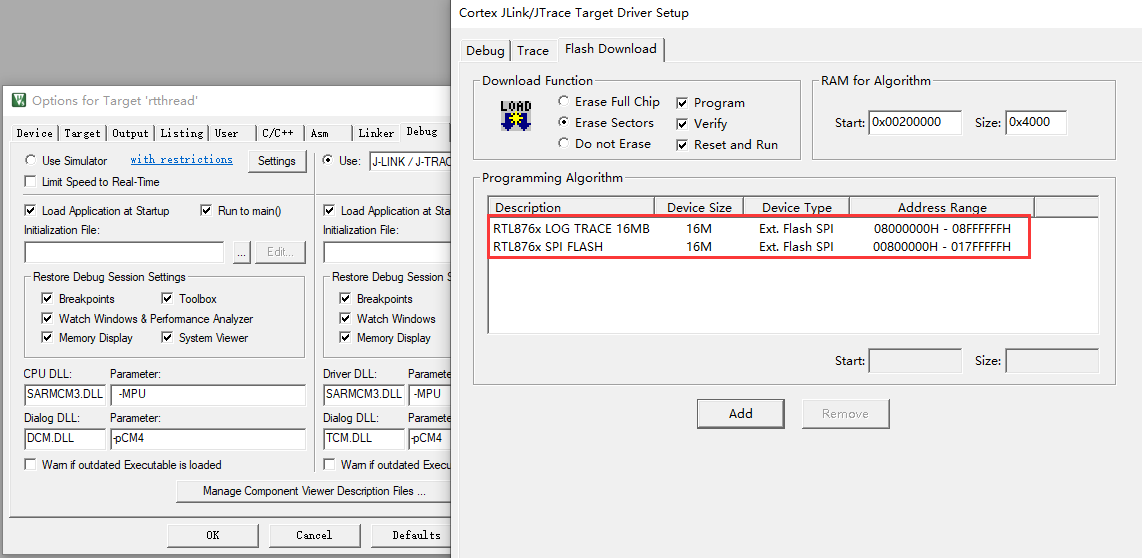 Options for Target 'rtthread'
Device
Target
Output
Listing
User
C/C++
Asm
Linker
Debug
Use Simulator
with restrictions
Settings
Use:
J-LINK / J-TRAC
Limit Speed to Real-Time
Load Application at Startup
Run to main()
Load Application at Sta
Initialization File:
Initialization File:
...
Edit...
Restore Debug Session Settings
Breakpoints
Toolbox
Watch Windows & Performance Analyzer
Memory Display
System Viewer
Restore Debug Session Settings
Breakpoints
Watch Windows
Memory Display
CPU DLL:
Parameter:
SARMCM3.DLL
-MPU
Driver DLL:
Parameter:
SARMCM3.DLL
-MPU
Dialog DLL:
Parameter:
DCM.DLL
-pCM4
Dialog DLL:
Parameter:
TCM.DLL
-pCM4
Warn if outdated Executable is loaded
Warn if outdated Execu
Manage Component Viewer Description Files ...
OK
Cancel
Defaults
Cortex JLink/JTrace Target Driver Setup
Debug
Trace
Flash Download
Download Function
LOAD
Erase Full Chip
Erase Sectors
Do not Erase
Program
Verify
Reset and Run
RAM for Algorithm
Start:
0x00200000
Size:
0x4000
Programming Algorithm
Description
Device Size
Device Type
Address Range
RTL876x LOG TRACE 16MB
16M
Ext. Flash SPI
08000000H - 08FFFFFFH
RTL876x SPI FLASH
16M
Ext. Flash SPI
00800000H - 017FFFFFH
Start:
Size:
Add
Remove